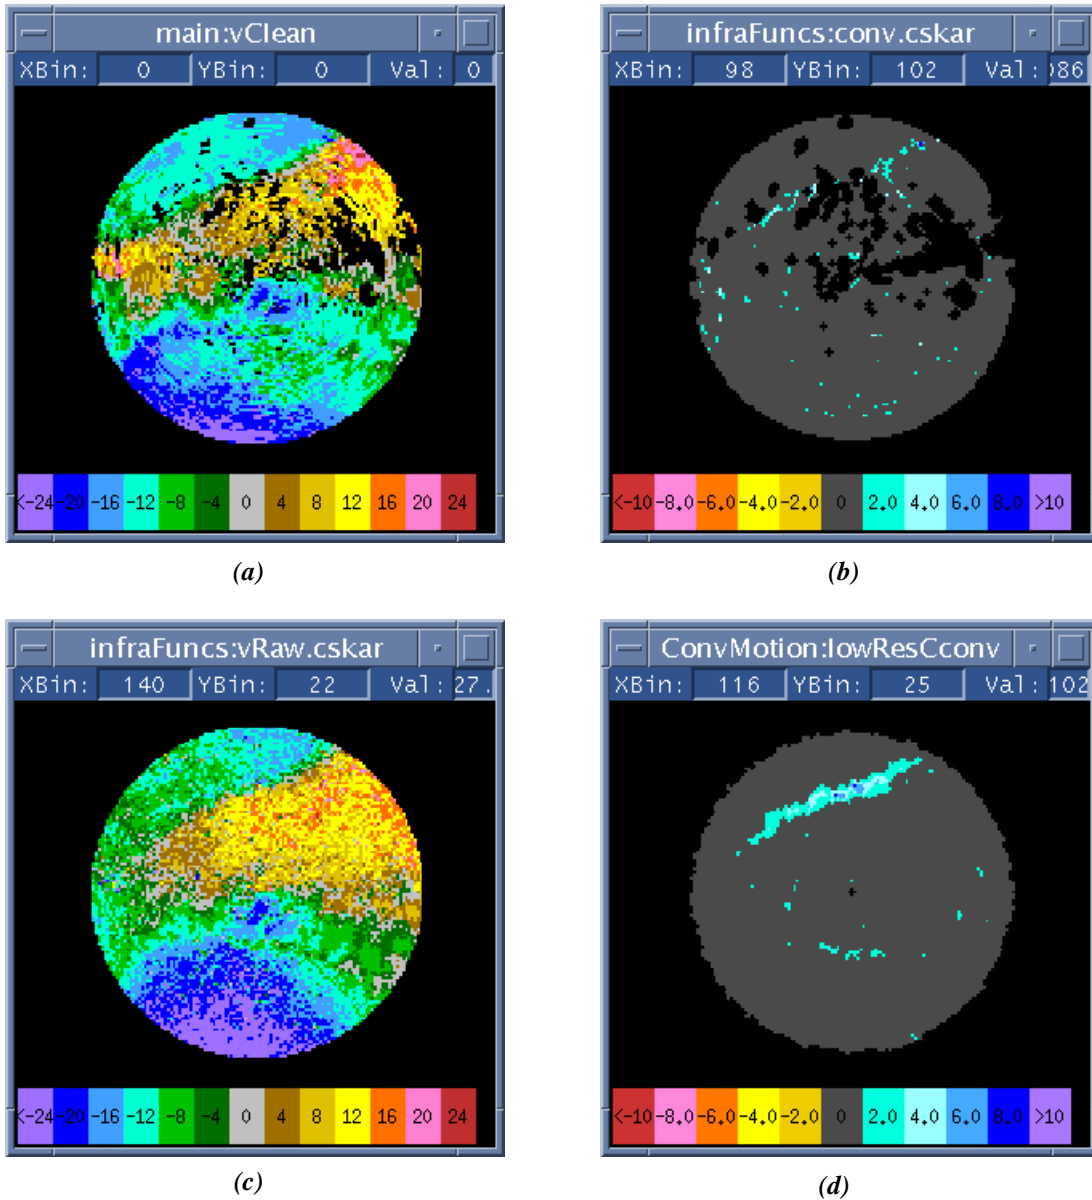 main:vClean
XBin: 0 YBin: 0 Val: 0
<-24 -20 -16 -12 -8 -4 0 4 8 12 16 20 24
(a)
infraFuncs:conv.cskar
XBin: 98 YBin: 102 Val: )86
<-10 -8.0 -6.0 -4.0 -2.0 0 2.0 4.0 6.0 8.0 >10
(b)
infraFuncs:vRaw.cskar
XBin: 140 YBin: 22 Val: 27.
<-24 -20 -16 -12 -8 -4 0 4 8 12 16 20 24
(c)
ConvMotion:lowResCconv
XBin: 116 YBin: 25 Val: 102
<-10 -8.0 -6.0 -4.0 -2.0 0 2.0 4.0 6.0 8.0 >10
(d)